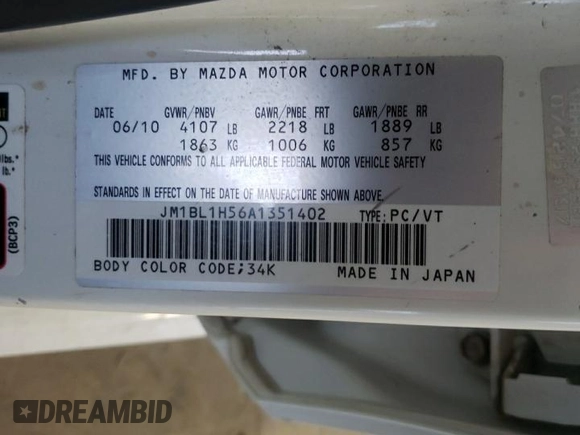 MFD. BY MAZDA MOTOR CORPORATION
DATE GVWR/PNBV GAWR/PNBE FRT GAWR/PNBE RR
06/10 4107 LB 2218 LB 1889 LB
1863 KG 1006 KG 857 KG
THIS VEHICLE CONFORMS TO ALL APPLICABLE FEDERAL MOTOR VEHICLE SAFETY
STANDARDS IN EFFECT ON THE DATE OF MANUFACTURE SHOWN ABOVE.
JM1BL1H56A1351402 TYPE:PC/VT
BODY COLOR CODE;34K MADE IN JAPAN
lbs.*
lb.*
(BCP3)
DREAMBID